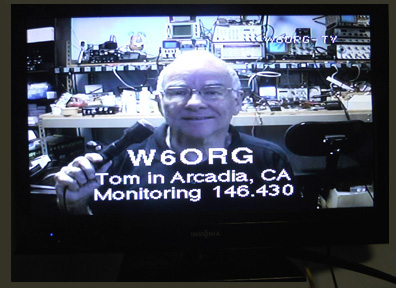 W6ORG-TV
W6ORG
Tom in Arcadia, CA
Monitoring 146.430